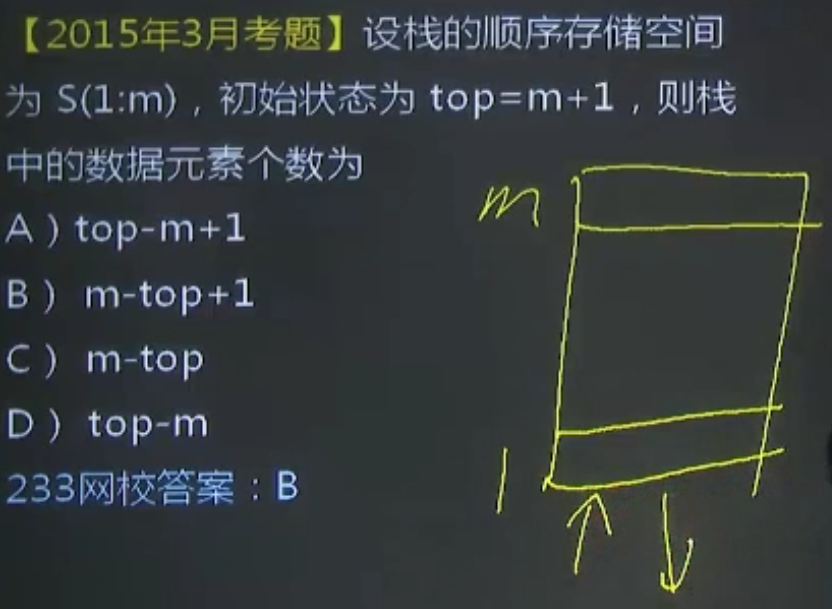 【2015年3月考题】设栈的顺序存储空间
为 S(1:m)，初始状态为 top=m+1，则栈
中的数据元素个数为
A）top-m+1
B） m-top+1
C） m-top
D） top-m
233网校答案：B
m
1